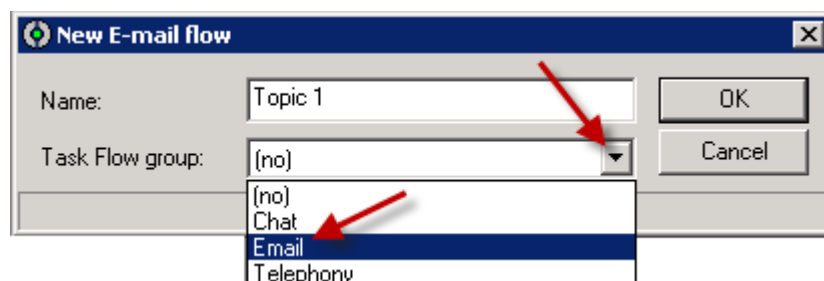 New E-mail flow
Name: Topic 1 OK
Task Flow group: (no) Cancel
(no)
Chat
Email
Telephony